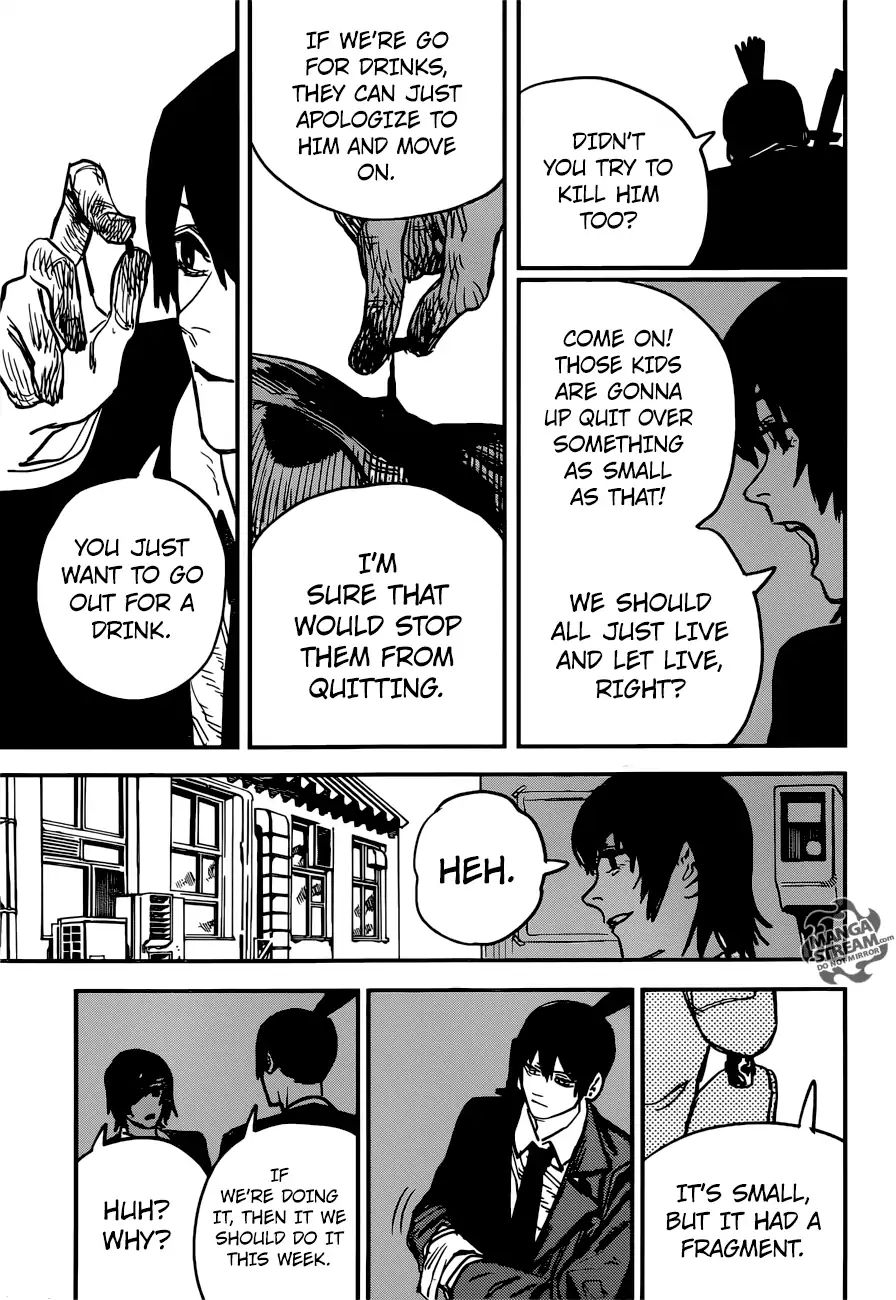 DIDN'T
YOU TRY TO
KILL HIM
TOO?
COME ON!
THOSE KIDS
ARE GONNA
UP QUIT OVER
SOMETHING
AS SMALL
AS THAT!
WE SHOULD
ALL JUST LIVE
AND LET LIVE,
RIGHT?
IF WE'RE GO
FOR DRINKS,
THEY CAN JUST
APOLOGIZE TO
HIM AND MOVE
ON.
I'M
SURE THAT
WOULD STOP
THEM FROM
QUITTING.
YOU JUST
WANT TO GO
OUT FOR A
DRINK.
HEH.
MANGA
STREAM.com
DO NOT MIRROR
IT'S SMALL,
BUT IT HAD A
FRAGMENT.
IF
WE'RE DOING
IT, THEN IT WE
SHOULD DO IT
THIS WEEK.
HUH?
WHY?